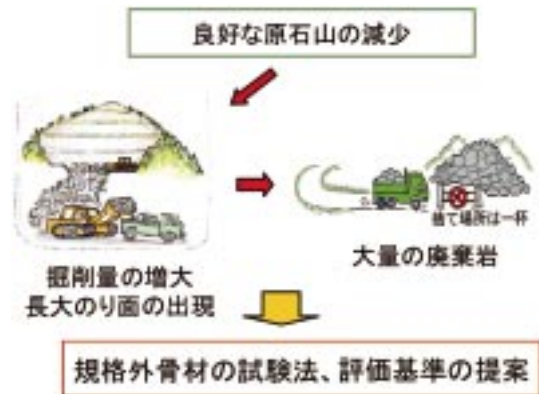 良好な原石山の減少
捨て場所は一杯
掘削量の増大
長大のり面の出現
大量の廃棄岩
規格外骨材の試験法、評価基準の提案